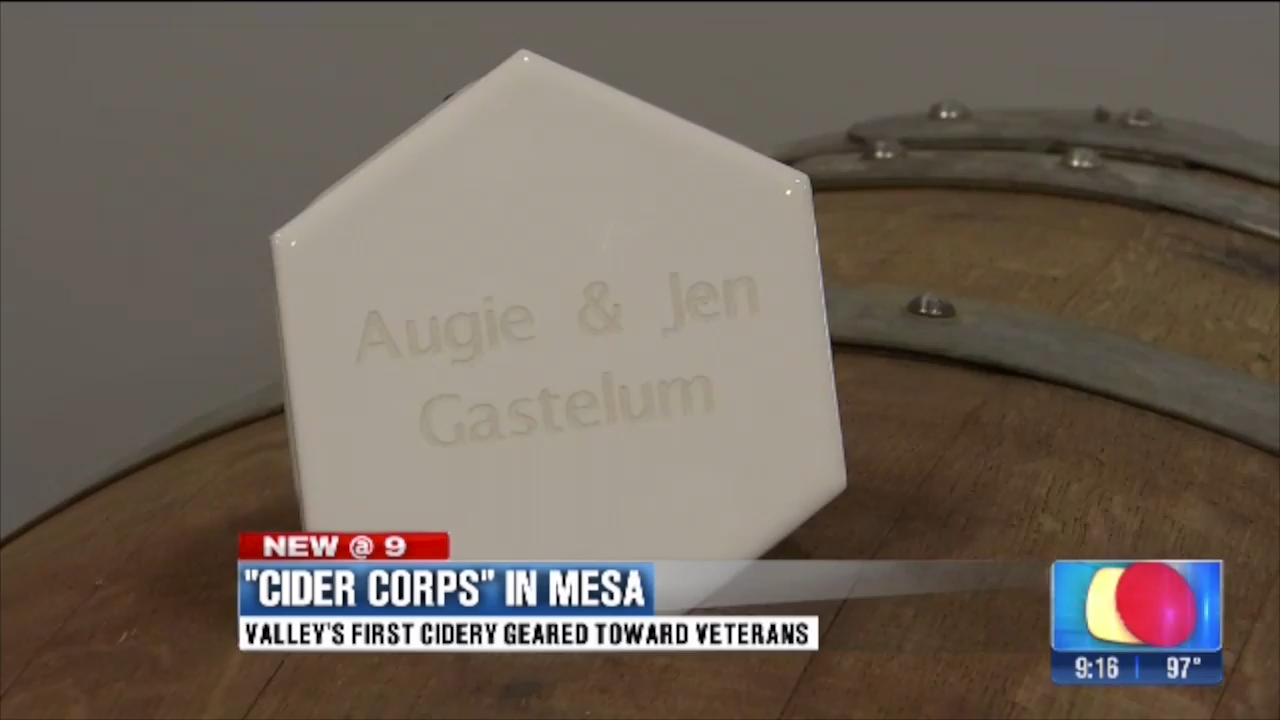 Augie & Jen
Gastelum
NEW @ 9
"CIDER CORPS" IN MESA
VALLEY'S FIRST CIDERY GEARED TOWARD VETERANS
9:16 | 97°